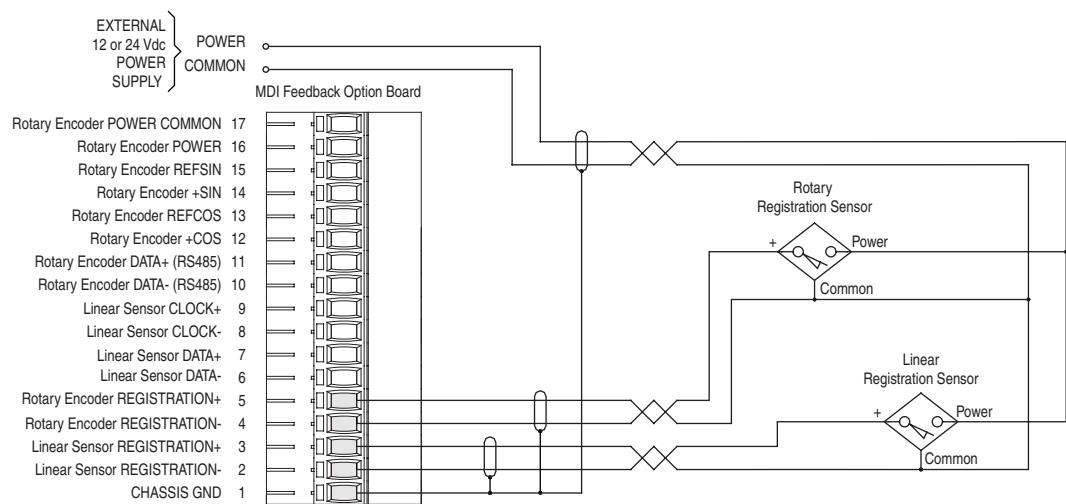 EXTERNAL
12 or 24 Vdc
POWER
SUPPLY
POWER
COMMON
MDI Feedback Option Board
Rotary Encoder POWER COMMON 17
Rotary Encoder POWER 16
Rotary Encoder REFSIN 15
Rotary Encoder +SIN 14
Rotary Encoder REFCOS 13
Rotary Encoder +COS 12
Rotary Encoder DATA+ (RS485) 11
Rotary Encoder DATA- (RS485) 10
Linear Sensor CLOCK+ 9
Linear Sensor CLOCK- 8
Linear Sensor DATA+ 7
Linear Sensor DATA- 6
Rotary Encoder REGISTRATION+ 5
Rotary Encoder REGISTRATION- 4
Linear Sensor REGISTRATION+ 3
Linear Sensor REGISTRATION- 2
CHASSIS GND 1
Rotary
Registration Sensor
+ Power
Common
Linear
Registration Sensor
+ Power
Common